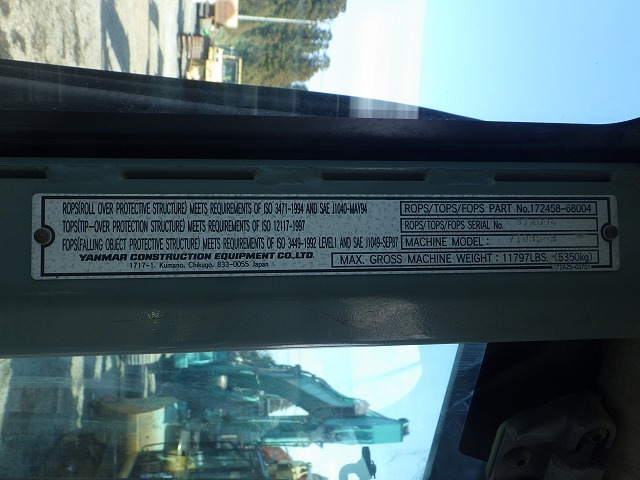 ROPS(ROLL OVER PROTECTIVE STRUCTURE) MEETS REQUIREMENTS OF ISO 3471-1994 AND SAE J1040-MAY94
TOPS(TIP-OVER PROTECTION STRUCTURE) MEETS REQUIREMENTS OF ISO 12117-1997
FOPS(FALLING OBJECT PROTECTIVE STRUCTURE) MEETS REQUIREMENTS OF ISO 3449-1992 LEVEL1 AND SAE J1049-SEP87
YANMAR CONSTRUCTION EQUIPMENT CO.,LTD.
1717-1, Kumano, Chikugo, 833-0055 Japan
ROPS/TOPS/FOPS PART No.172458-68004
ROPS/TOPS/FOPS SERIAL No.
MACHINE MODEL:
MAX. GROSS MACHINE WEIGHT : 11797LBS. (5350kg)
172A25-03701